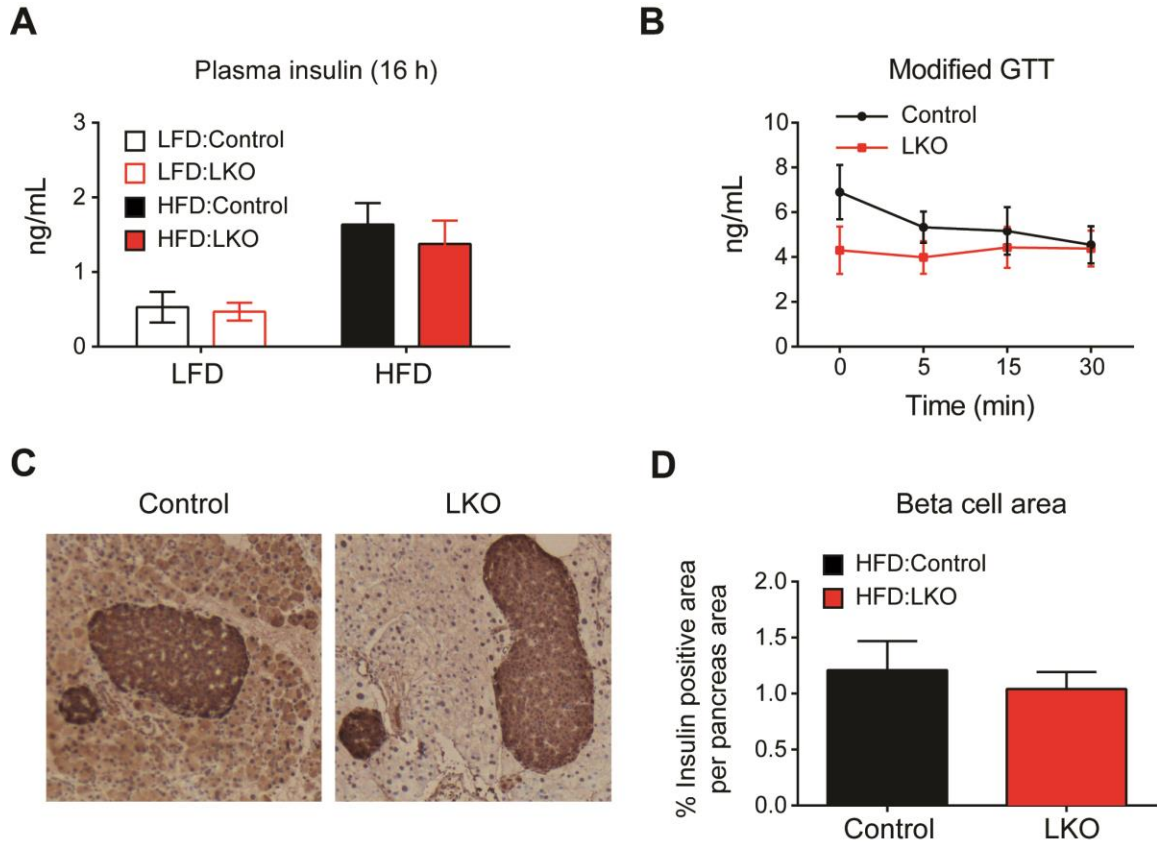 A
Plasma insulin (16 h)
ng/mL
3
2
1
0
LFD:Control
LFD:LKO
HFD:Control
HFD:LKO
LFD HFD
B
Modified GTT
Control
LKO
ng/mL
10
8
6
4
2
0
0 5 15 30
Time (min)
C
Control LKO
D
Beta cell area
HFD:Control
HFD:LKO
% Insulin positive area
per pancreas area
2.0
1.5
1.0
0.5
0.0
Control LKO